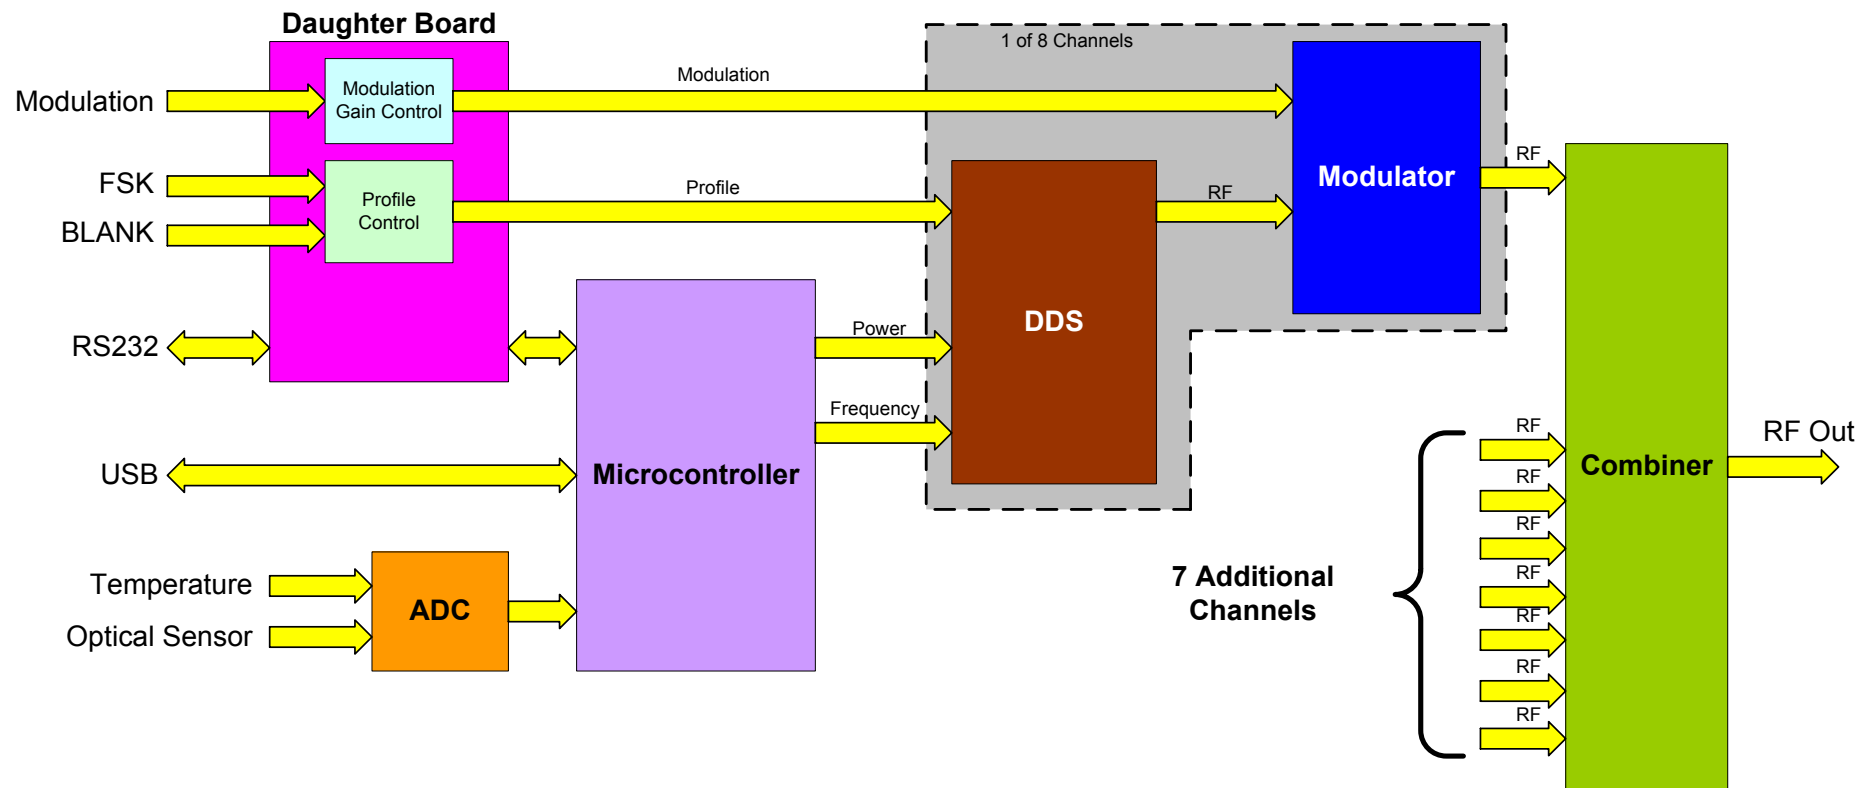 Daughter Board
1 of 8 Channels
Modulation
Modulation
Gain Control
Modulation
FSK
BLANK
Profile
Control
Profile
RF
Modulator
RF
RS232
Power
DDS
Frequency
USB
Microcontroller
Temperature
Optical Sensor
ADC
7 Additional
Channels
RF
RF
RF
RF
RF
RF
RF
Combiner
RF Out